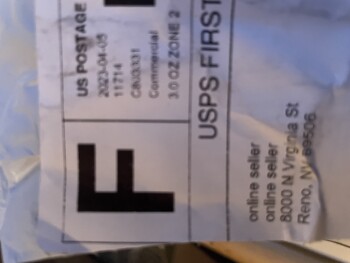 F
US POSTAGE
2023-04-05
11714
Commercial
3.0 OZ ZONE 2
USPS FIRST
online seller
online seller
8000 N Virginia St
Reno, NV 89506